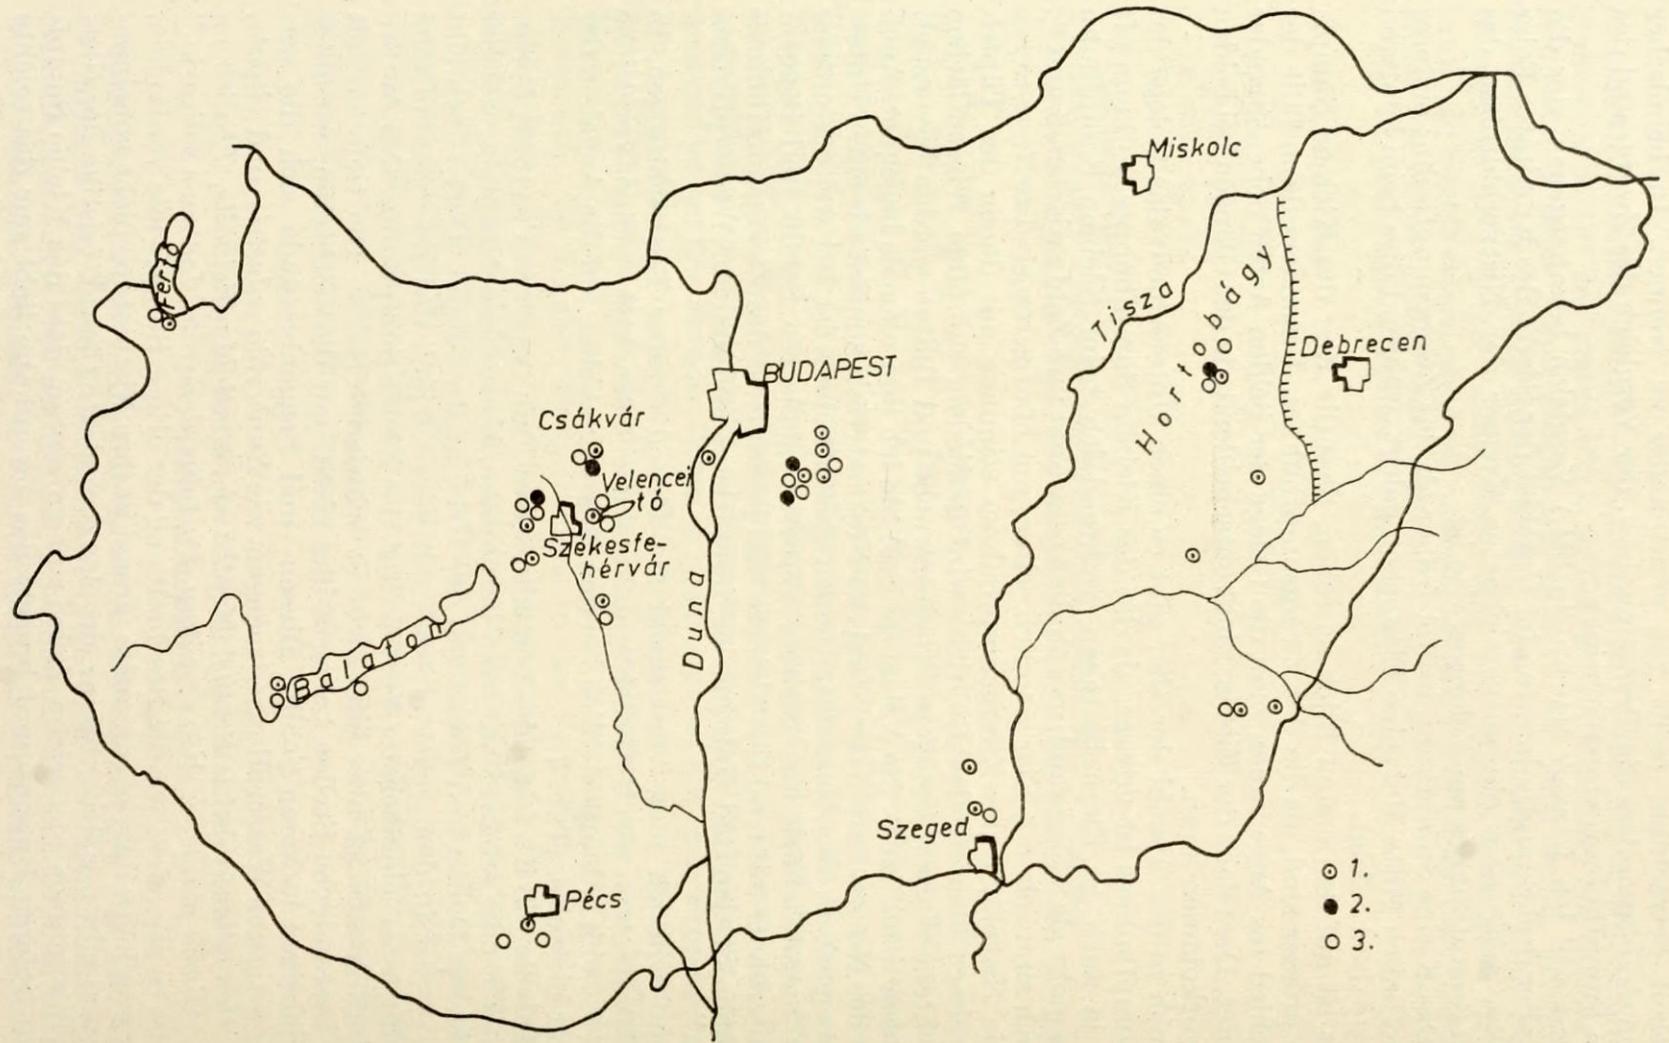 Miskolc
Fertő
Tisza
Hortobágy
Debrecen
BUDAPEST
Csákvár
Velencei
tó
Székesfe-
hérvár
Duna
Balaton
Szeged
Pécs
1.
2.
3.